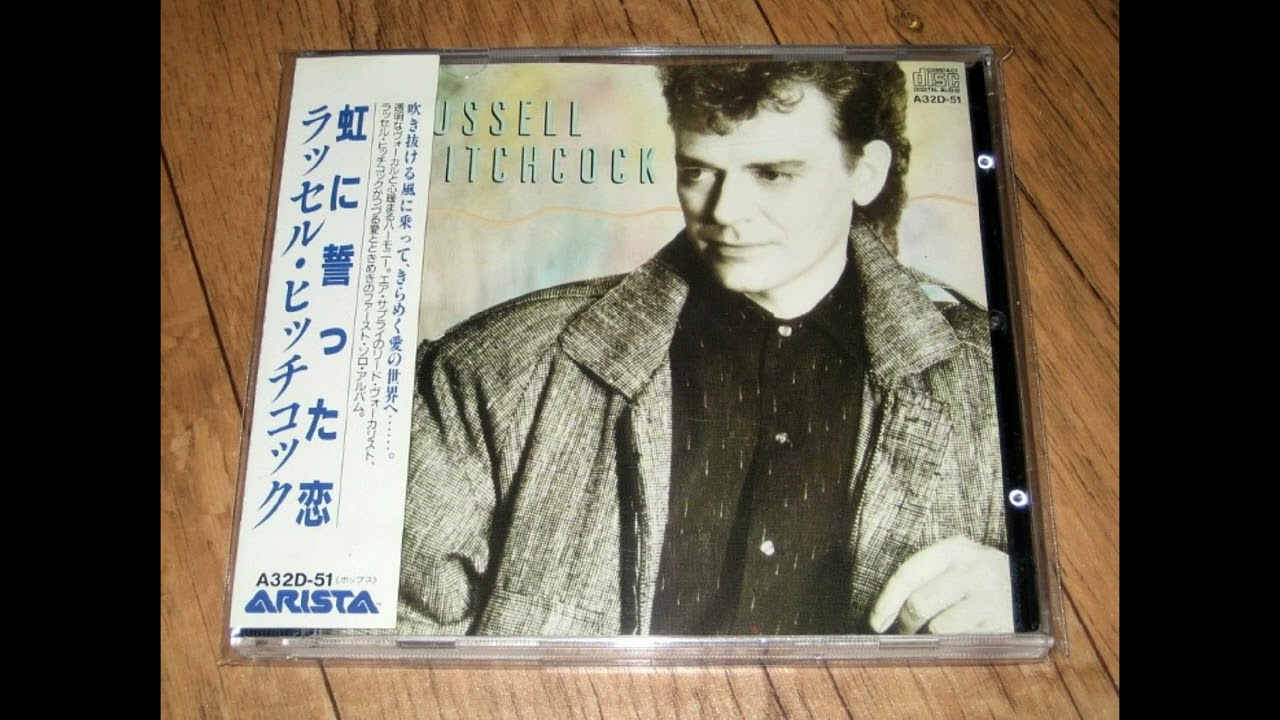 虹に誓った恋
ラッセル・ヒッチコック
吹き抜ける風に乗って、きらめく愛の世界へ……。
透明なヴォーカルと心暖まるハーモニー。エア・サプライのリード・ヴォーカリスト、
ラッセル・ヒッチコックがつづる愛とときめきのファースト・ソロ・アルバム。
A32D-51《ポップス》
ARISTA
USSELL
ITCHCOCK
COMPACT
disc
DIGITAL AUDIO
A32D-51